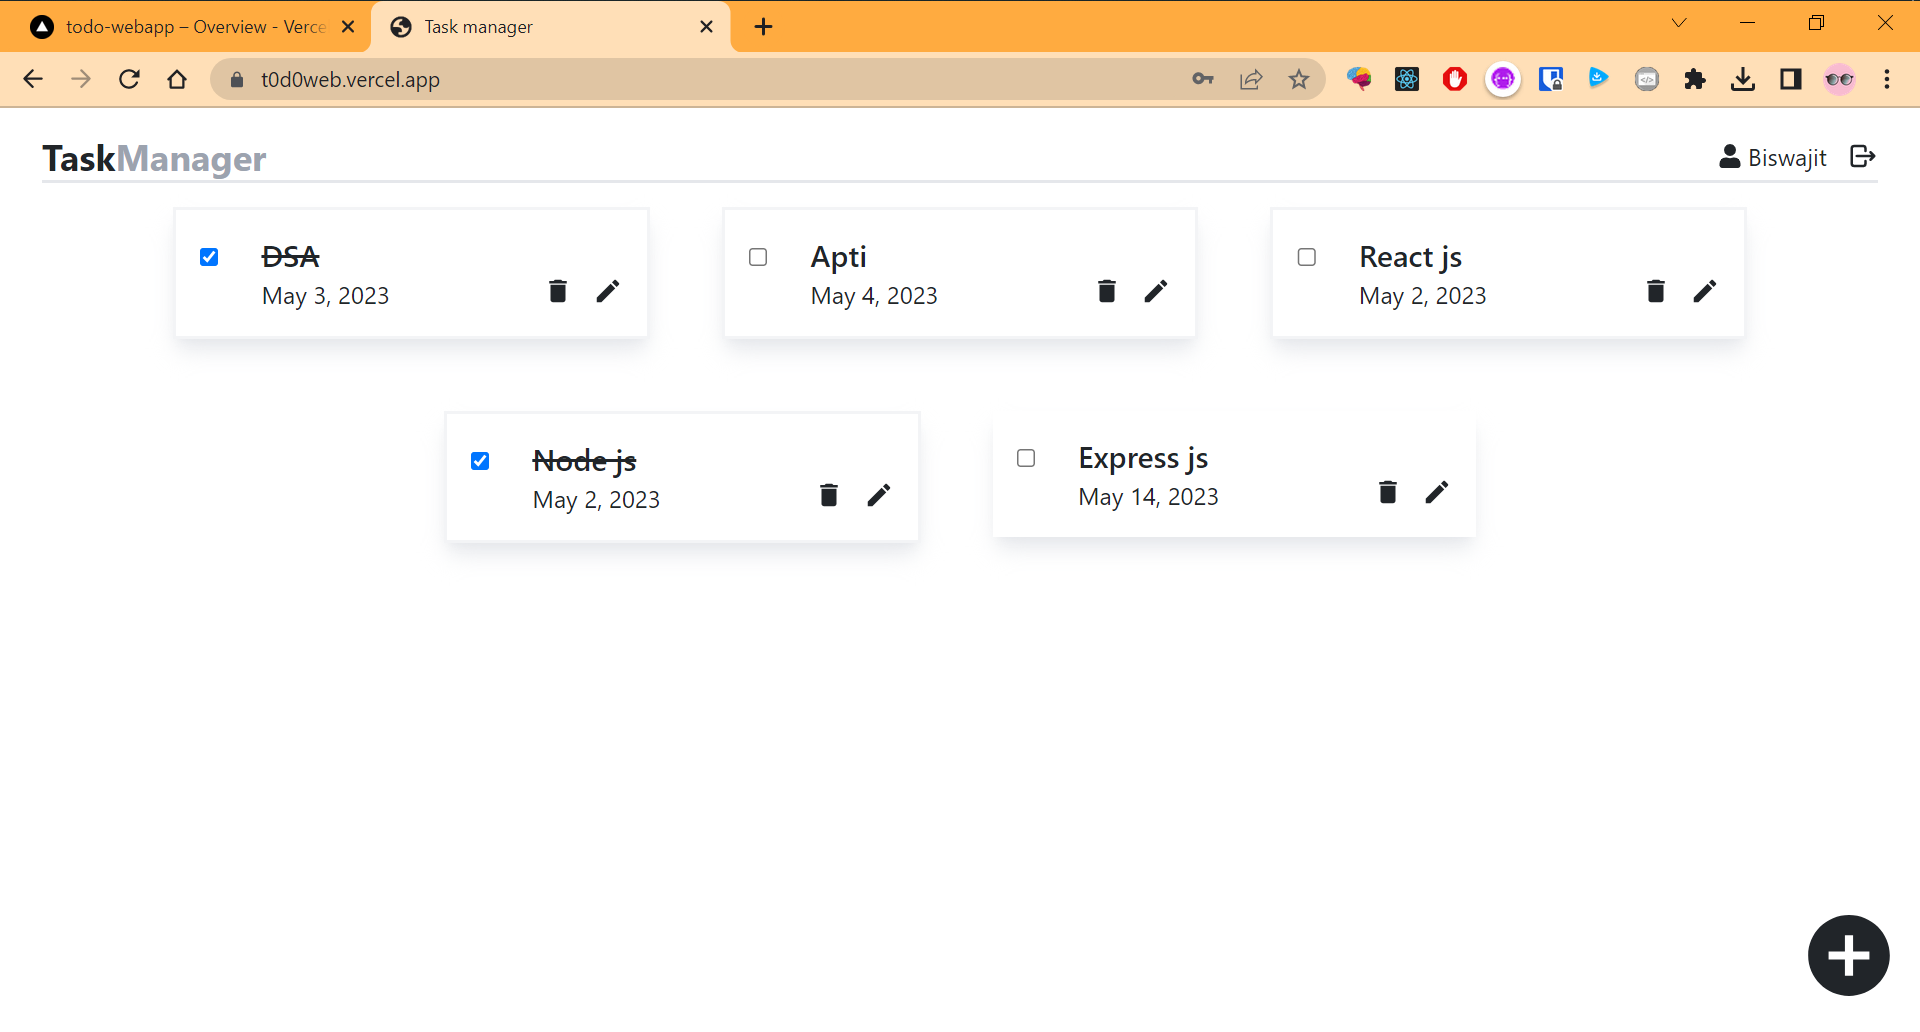 todo-webapp – Overview - Verce
Task manager
t0d0web.vercel.app
TaskManager
Biswajit
DSA
May 3, 2023
Apti
May 4, 2023
React js
May 2, 2023
Node js
May 2, 2023
Express js
May 14, 2023